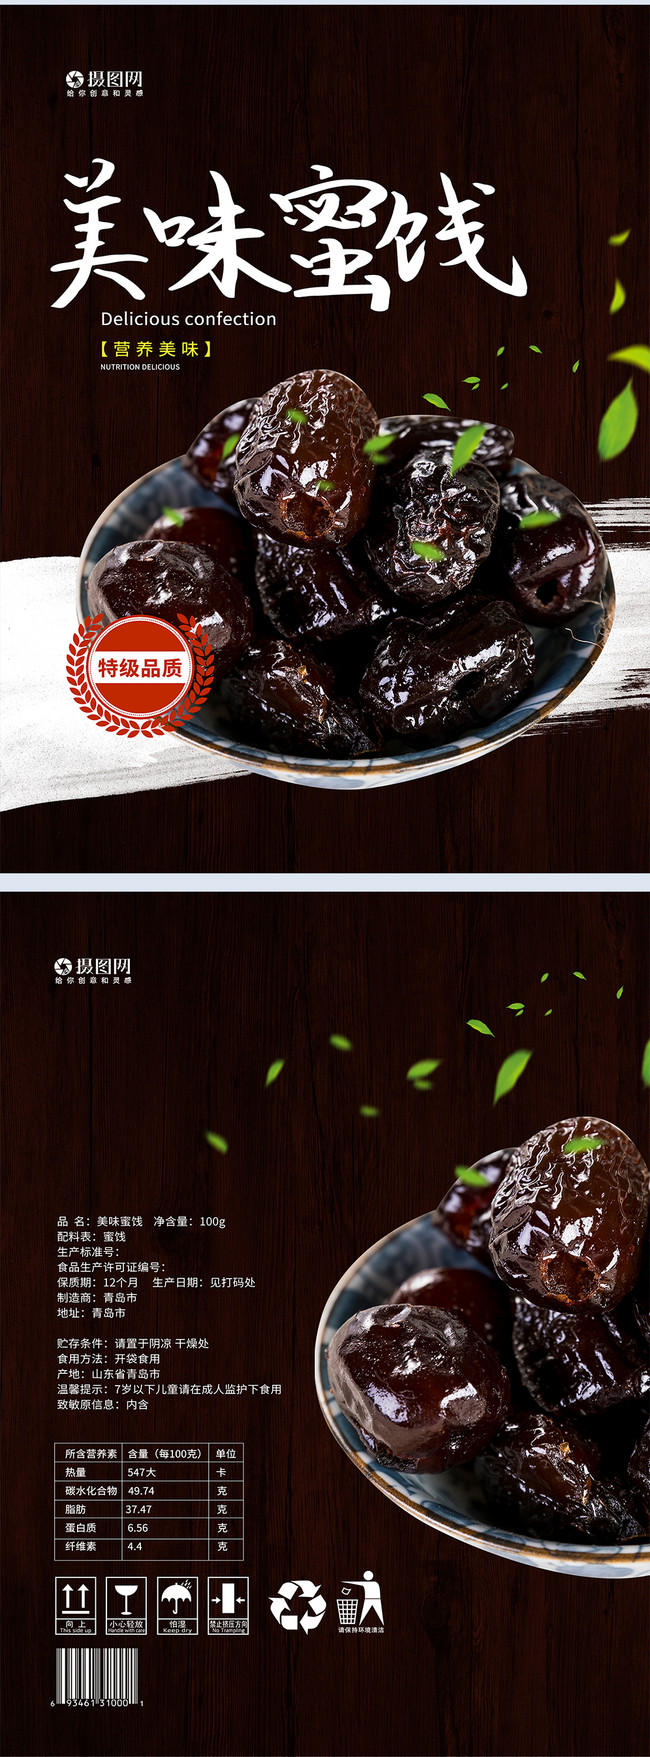 摄图网
给你创意和灵感
美味蜜饯
Delicious confection
【营养美味】
NUTRITION DELICIOUS
特级品质
摄图网
给你创意和灵感
品 名：美味蜜饯 净含量：100g
配料表：蜜饯
生产标准号：
食品生产许可证编号：
保质期：12个月 生产日期：见打码处
制造商：青岛市
地址：青岛市
贮存条件：请置于阴凉 干燥处
食用方法：开袋食用
产地：山东省青岛市
温馨提示：7岁以下儿童请在成人监护下食用
致敏原信息：内含
所含营养素 含量（每100克） 单位
热量 547大 卡
碳水化合物 49.74 克
脂肪 37.47 克
蛋白质 6.56 克
纤维素 4.4 克
向上 小心轻放 怕湿 禁止挤压方向
This side up Handle with care Keep dry No Trampling
请保持环境清洁
6 93461 31000 1